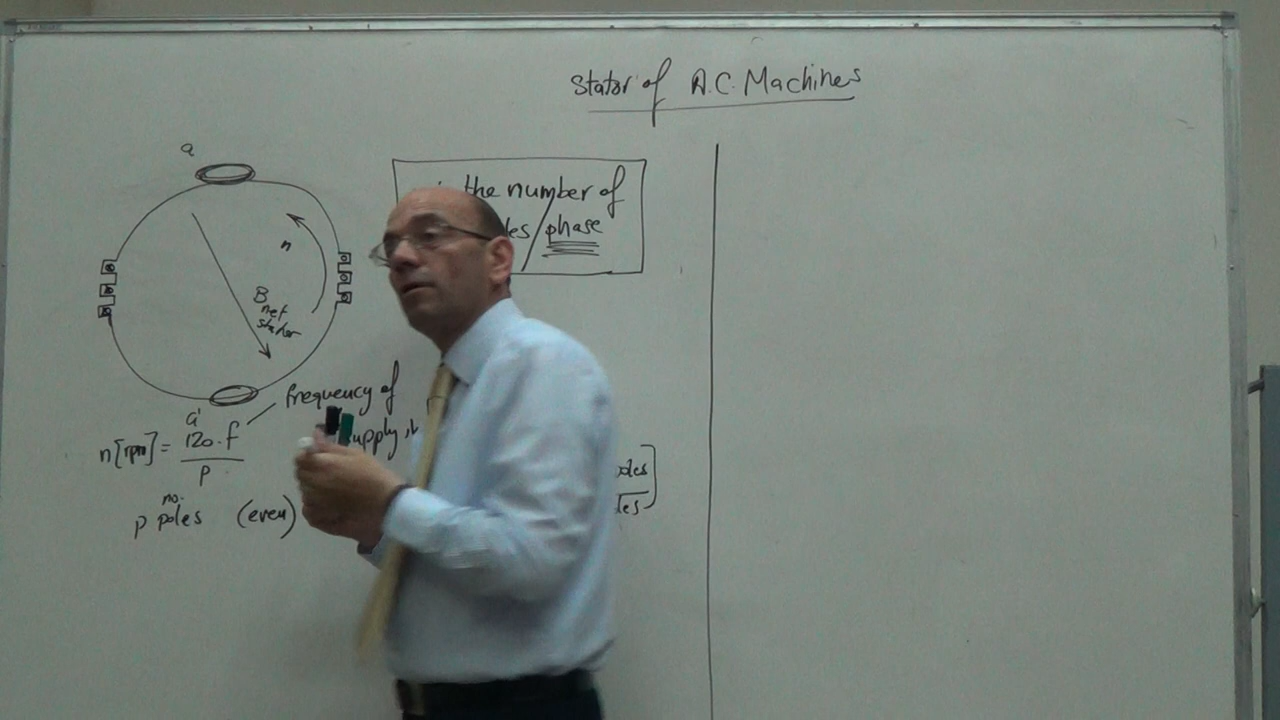 Stator of A.C. Machines
a
the number of
/phase
n
B
net
stator
a'
frequency of
n[rpm] = 120.f
p
no.
p poles (even)